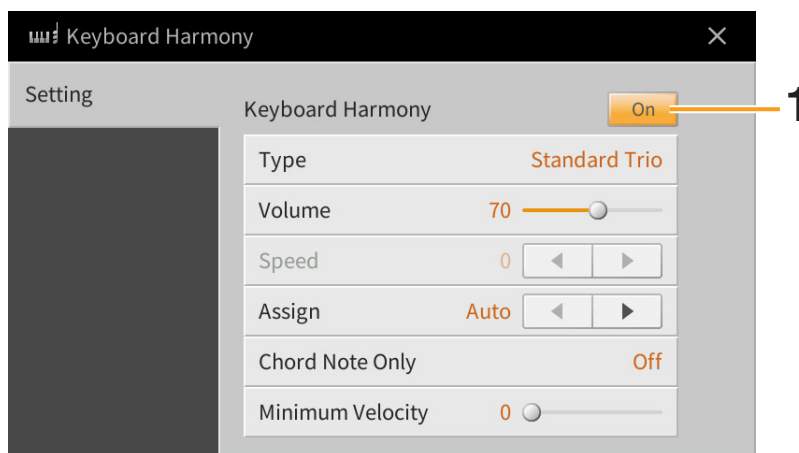 Keyboard Harmony
Setting
Keyboard Harmony On 1
Type Standard Trio
Volume 70
Speed 0
Assign Auto
Chord Note Only Off
Minimum Velocity 0